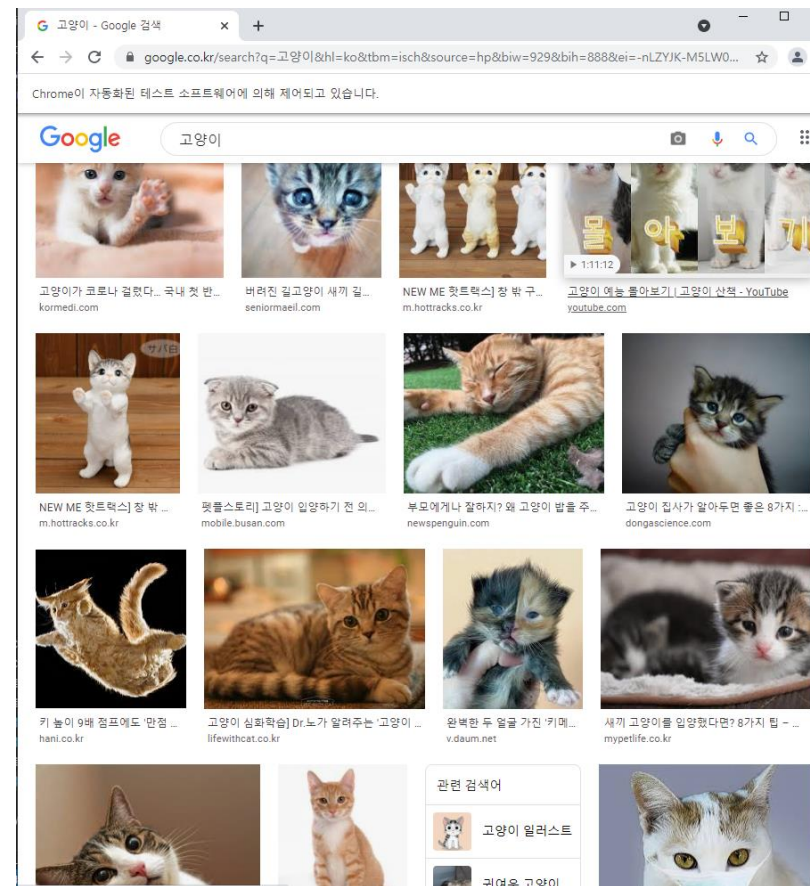 고양이 - Google 검색
google.co.kr/search?q=고양이&hl=ko&tbm=isch&source=hp&biw=929&bih=888&ei=-nLZYJK-M5LW0...
Chrome이 자동화된 테스트 소프트웨어에 의해 제어되고 있습니다.
Google
고양이
몰 아 보 기
1:11:12
고양이가 코로나 걸렸다... 국내 첫 반...
kormedi.com
버려진 길고양이 새끼 길...
seniormaeil.com
NEW ME 핫트랙스] 창 밖 구...
m.hottracks.co.kr
고양이 예능 몰아보기 | 고양이 산책 - YouTube
youtube.com
サバ白
NEW ME 핫트랙스] 창 밖 ...
m.hottracks.co.kr
펫플스토리] 고양이 입양하기 전 의...
mobile.busan.com
부모에게나 잘하지? 왜 고양이 밥을 주...
newspenguin.com
고양이 집사가 알아두면 좋은 8가지 :...
dongascience.com
키 높이 9배 점프에도 '만점 ...
hani.co.kr
고양이 심화학습] Dr.노가 알려주는 '고양이 ...
lifewithcat.co.kr
완벽한 두 얼굴 가진 '키메...
v.daum.net
새끼 고양이를 입양했다면? 8가지 팁 – ...
mypetlife.co.kr
관련 검색어
고양이 일러스트
귀여운 고양이